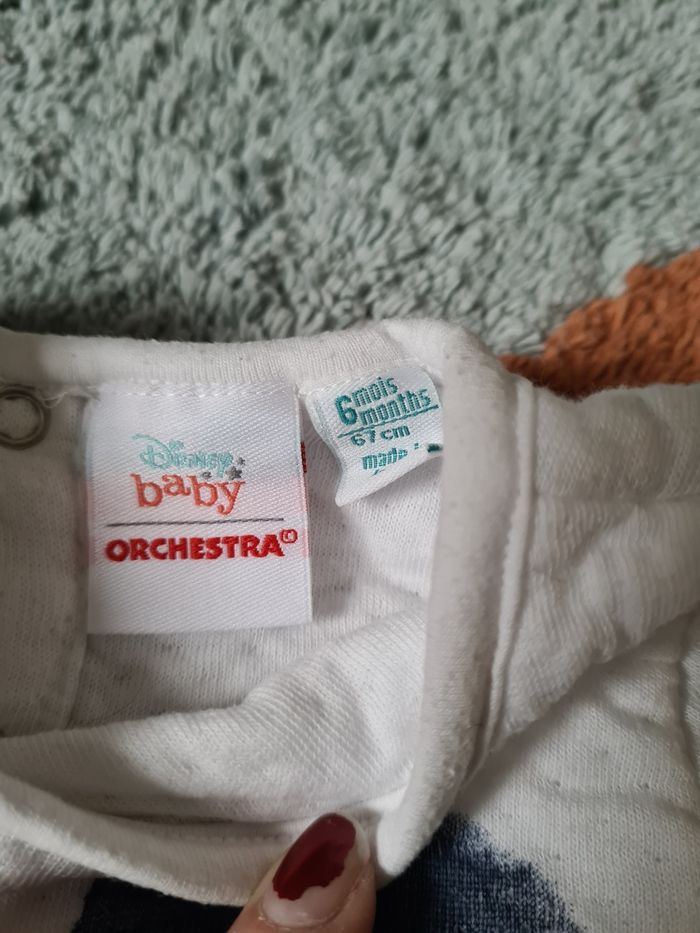 Disney
baby
ORCHESTRA©
6 mois
months
67 cm
made